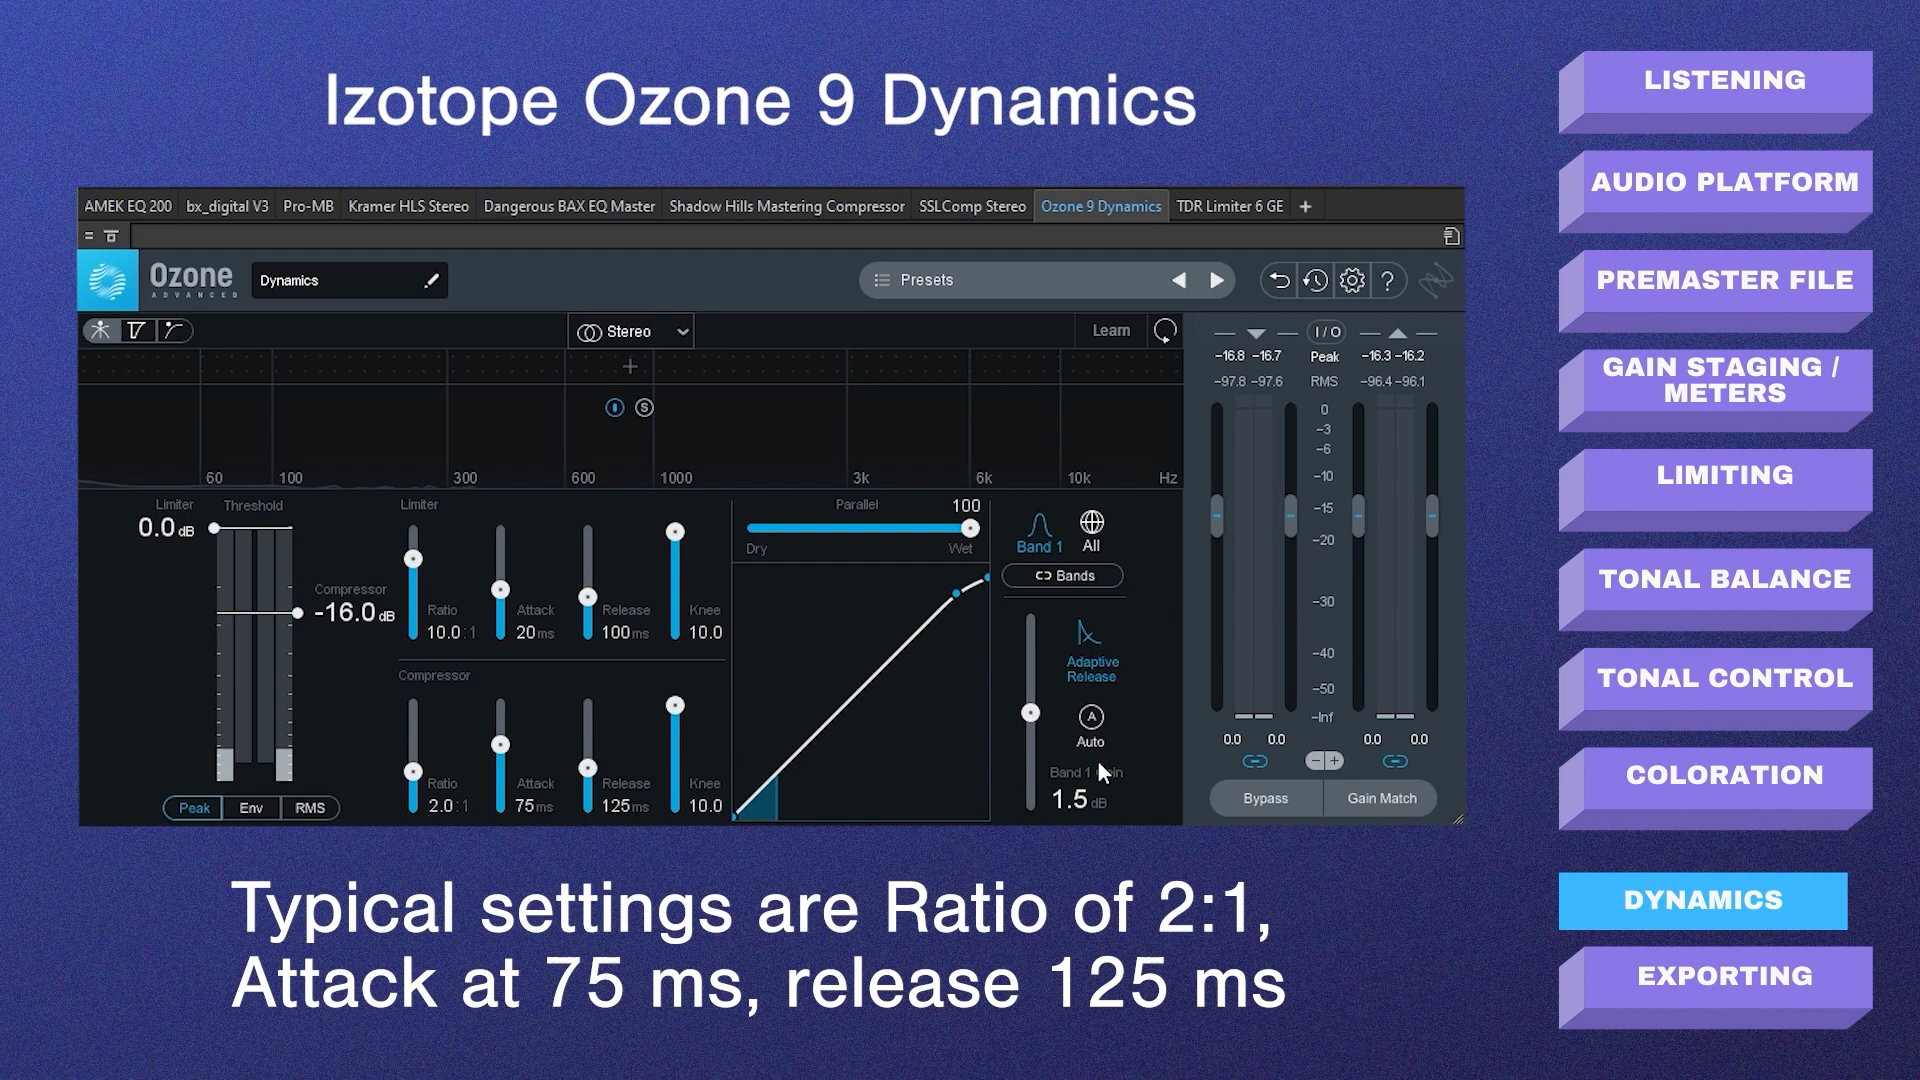 Izotope Ozone 9 Dynamics
AMEK EQ 200 bx_digital V3 Pro-MB Kramer HLS Stereo Dangerous BAX EQ Master Shadow Hills Mastering Compressor SSLComp Stereo Ozone 9 Dynamics TDR Limiter 6 GE +
Ozone
ADVANCED
Dynamics
Presets
?
Stereo
Learn
I / O
-16.8 -16.7 Peak -16.3 -16.2
-97.8 -97.6 RMS -96.4 -96.1
S
60 100 300 600 1000 3k 6k 10k Hz
Limiter
0.0 dB
Threshold
Compressor
-16.0 dB
Peak Env RMS
Limiter
Ratio Attack Release Knee
10.0 : 1 20 ms 100 ms 10.0
Compressor
Ratio Attack Release Knee
2.0 : 1 75 ms 125 ms 10.0
Parallel 100
Dry Wet
Band 1 All
Bands
Adaptive
Release
A
Auto
Band 1
1.5 dB
0
-3
-6
-10
-15
-20
-30
-40
-50
-Inf
0.0 0.0 0.0 0.0
- +
Bypass Gain Match
Typical settings are Ratio of 2:1,
Attack at 75 ms, release 125 ms
LISTENING
AUDIO PLATFORM
PREMASTER FILE
GAIN STAGING /
METERS
LIMITING
TONAL BALANCE
TONAL CONTROL
COLORATION
DYNAMICS
EXPORTING